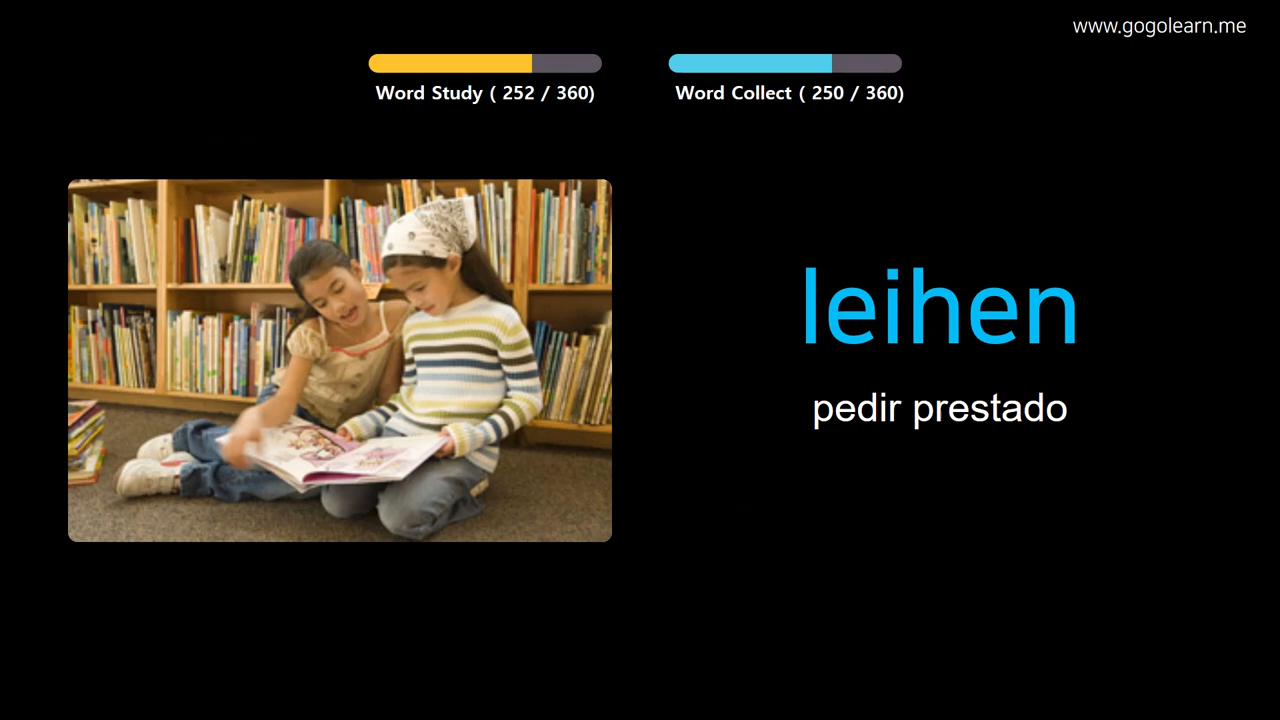 www.gogolearn.me
Word Study ( 252 / 360)
Word Collect ( 250 / 360)
leihen
pedir prestado